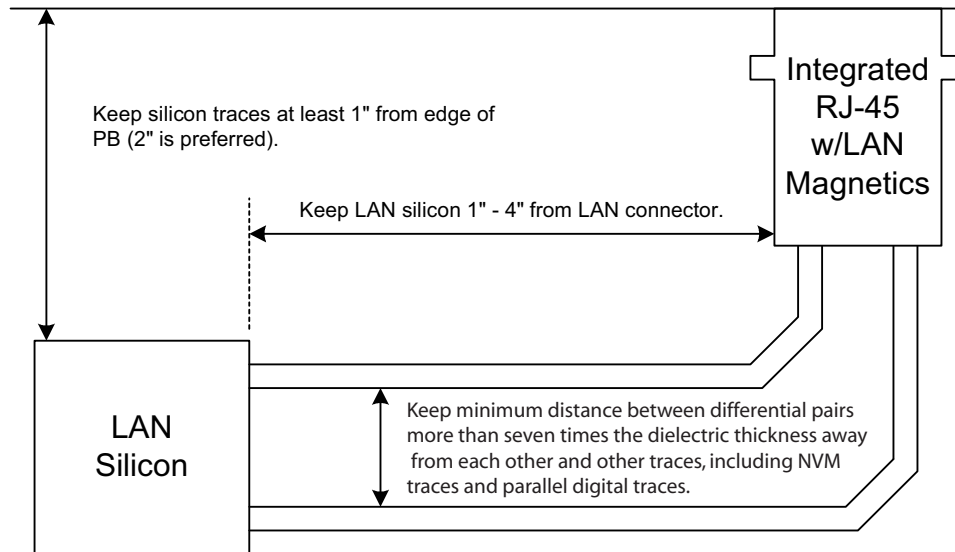 Keep silicon traces at least 1" from edge of
PB (2" is preferred).
Integrated
RJ-45
w/LAN
Magnetics
Keep LAN silicon 1" - 4" from LAN connector.
LAN
Silicon
Keep minimum distance between differential pairs
more than seven times the dielectric thickness away
from each other and other traces, including NVM
traces and parallel digital traces.